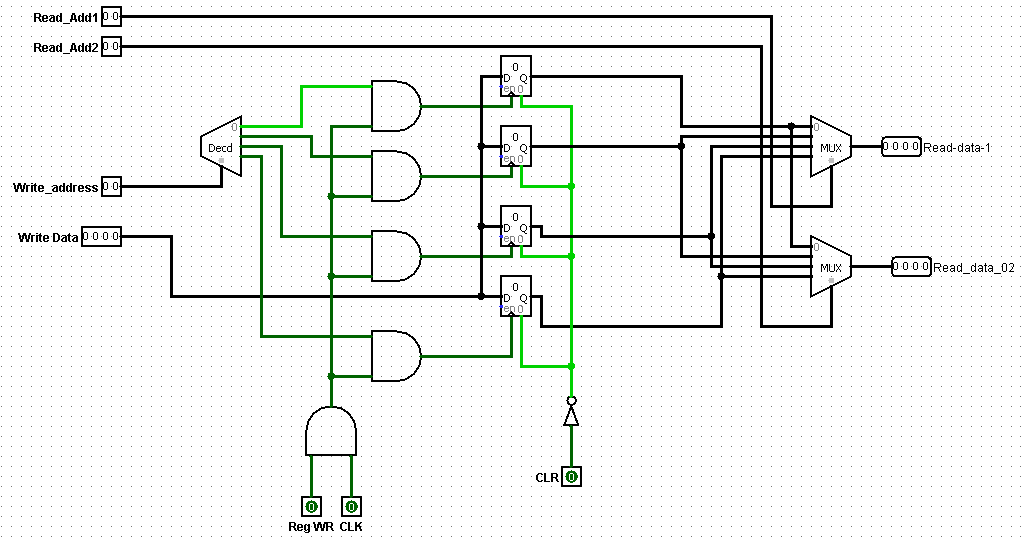 Read_Add1 0 0
Read_Add2 0 0
0
D Q
en 0
0
Decd
0
D Q
en 0
0
MUX
Read-data-1
0 0 0 0
Write_address 0 0
0
D Q
en 0
Write Data 0 0 0 0
0
MUX
0 0 0 0
Read_data_02
0
D Q
en 0
CLR 0
0
0
Reg WR
CLK